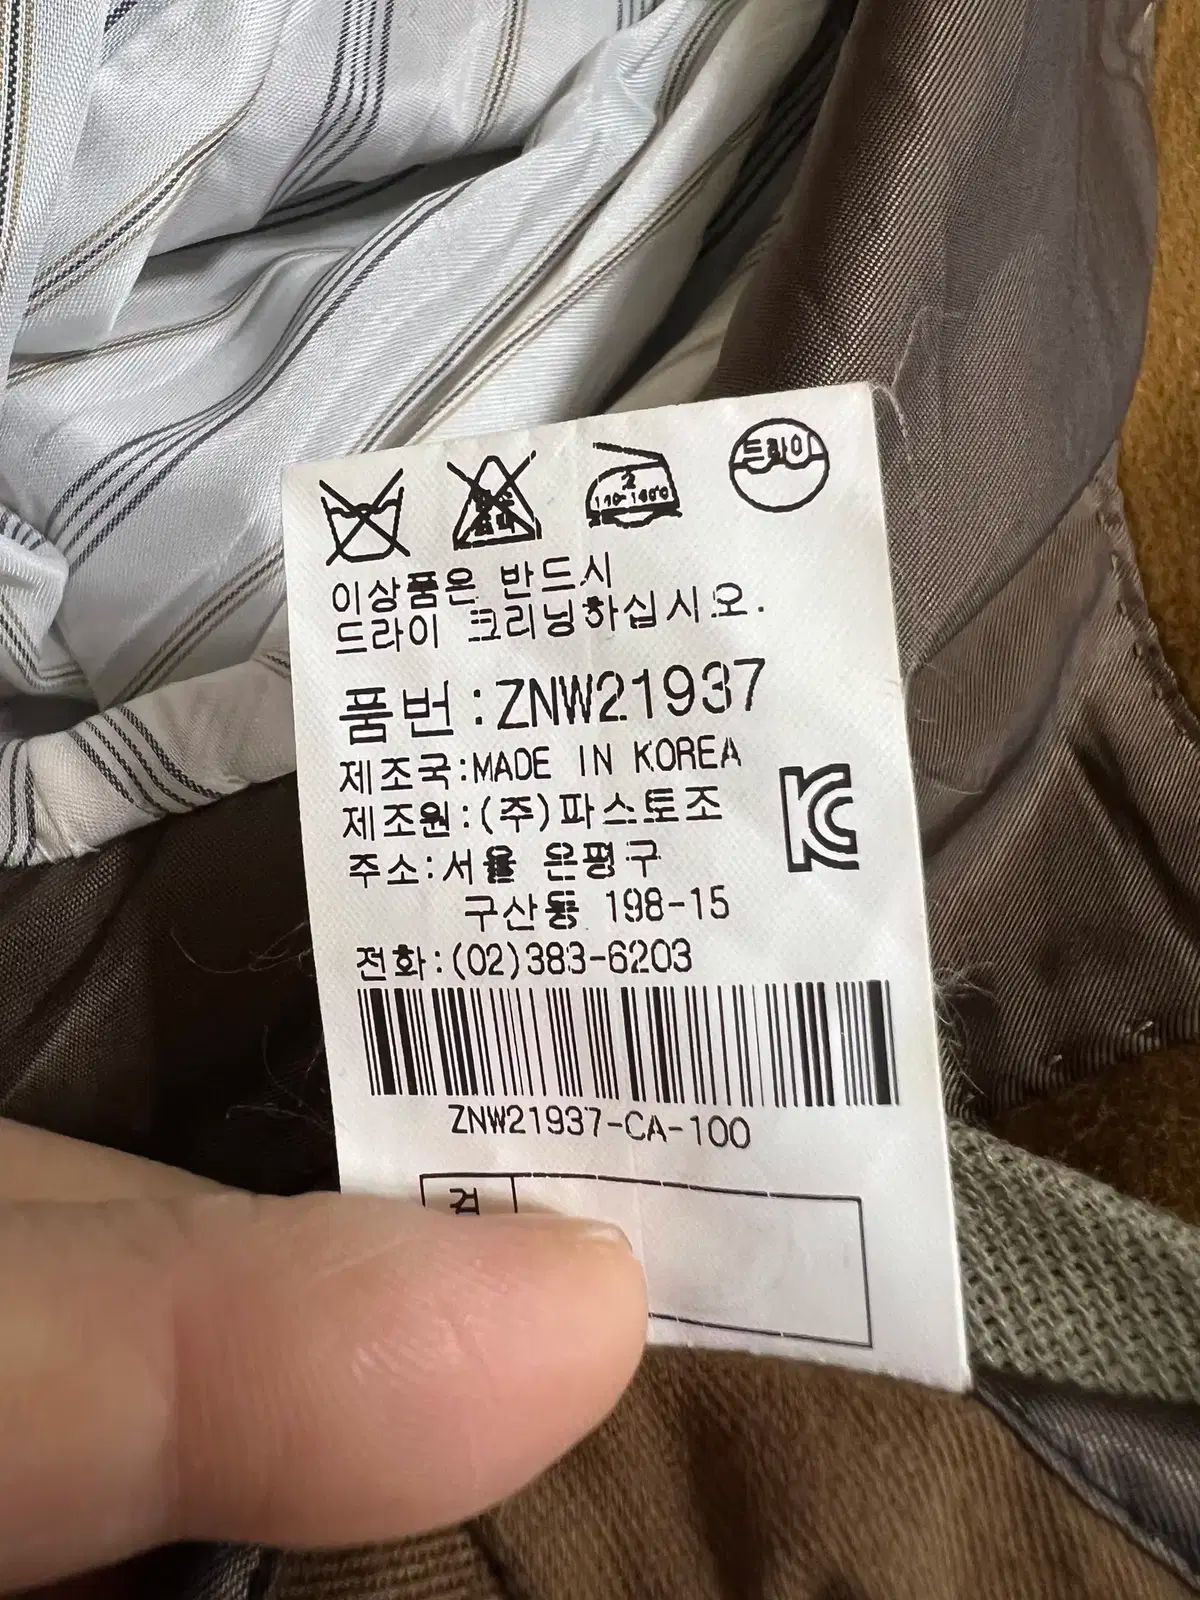 드라이
2
이상품은 반드시
드라이 크리닝하십시오.
품번:ZNW21937
제조국:MADE IN KOREA
제조원:(주)파스토조
주소:서울 은평구
구산동 198-15
전화:(02)383-6203
ZNW21937-CA-100